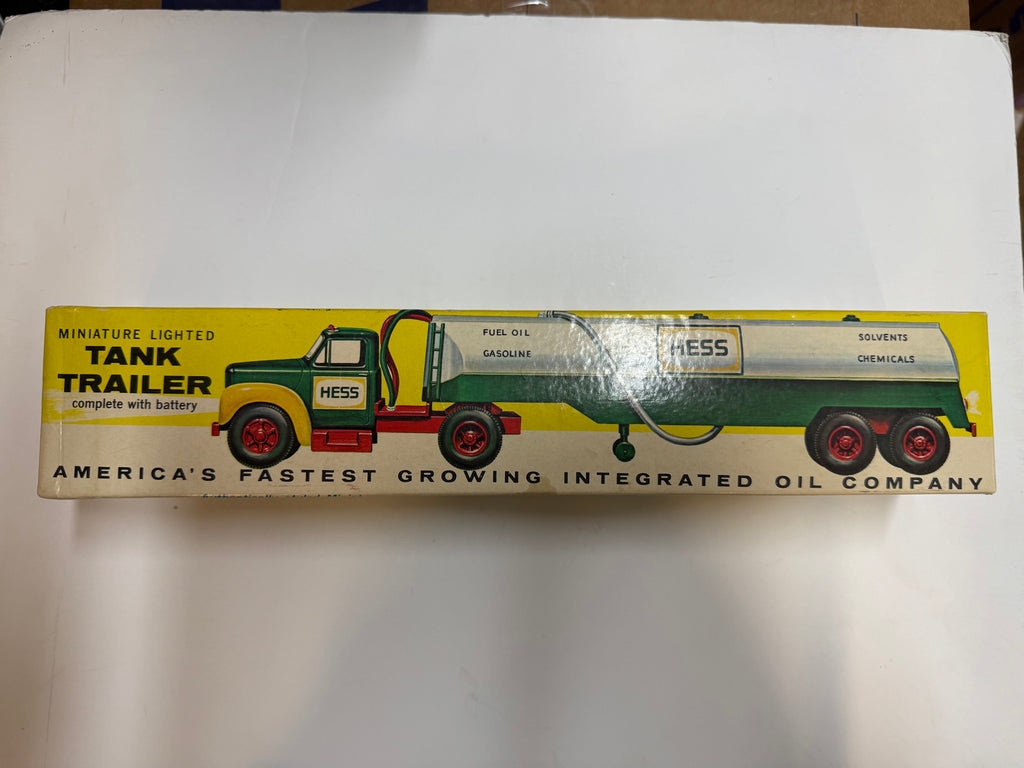 MINIATURE LIGHTED
TANK
TRAILER
complete with battery
HESS
FUEL OIL
GASOLINE
HESS
SOLVENTS
CHEMICALS
AMERICA'S FASTEST GROWING INTEGRATED OIL COMPANY